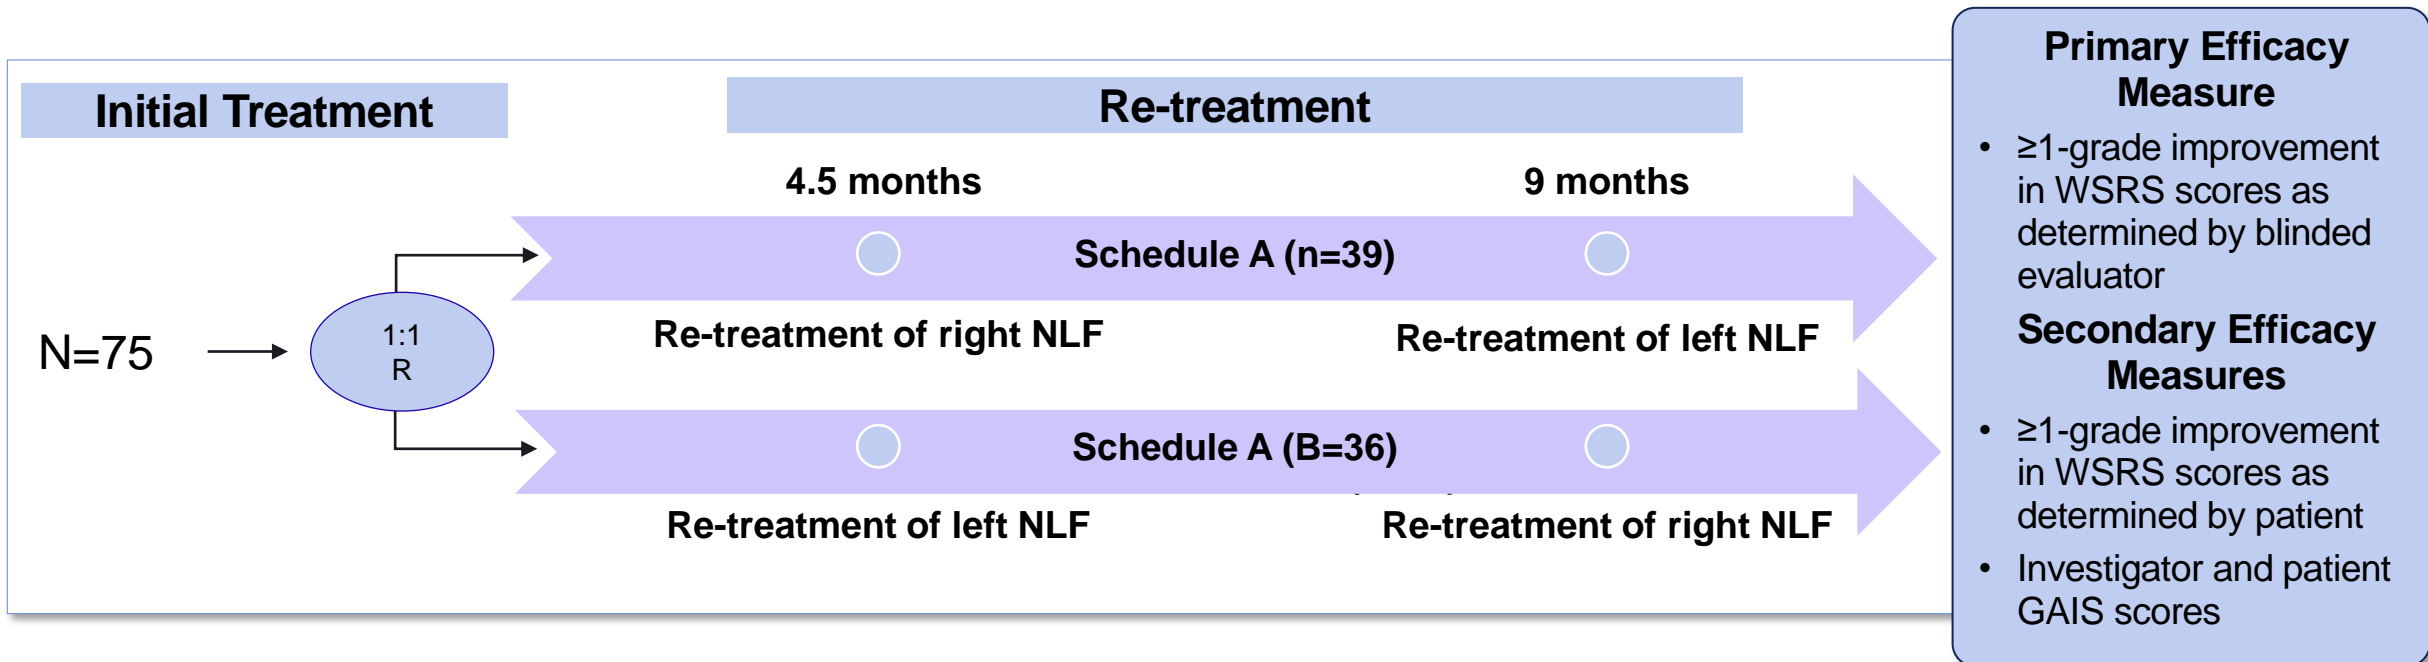 Initial Treatment
Re-treatment
4.5 months
9 months
Schedule A (n=39)
Re-treatment of right NLF
Re-treatment of left NLF
N=75
1:1
R
Schedule A (B=36)
Re-treatment of left NLF
Re-treatment of right NLF
Primary Efficacy
Measure
• ≥1-grade improvement
in WSRS scores as
determined by blinded
evaluator
Secondary Efficacy
Measures
• ≥1-grade improvement
in WSRS scores as
determined by patient
• Investigator and patient
GAIS scores